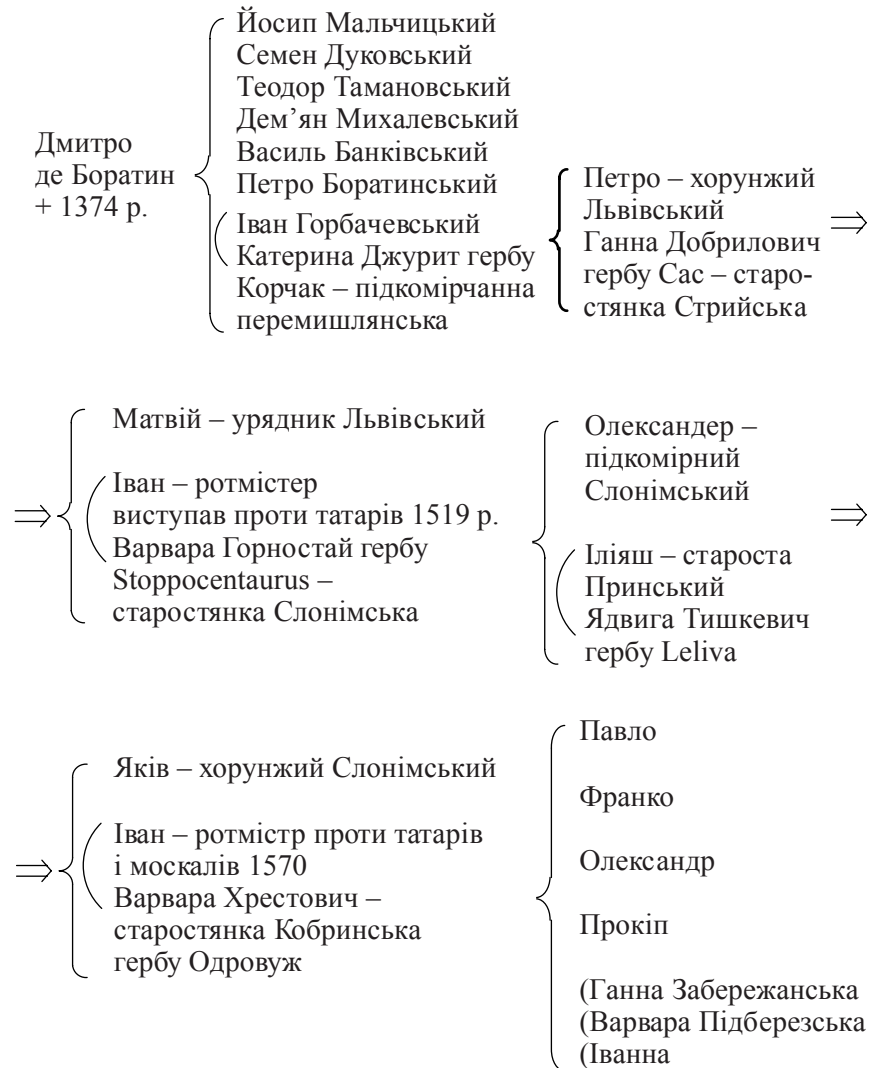 Дмитро
де Боратин
+ 1374 р.
Йосип Мальчицький
Семен Дуковський
Теодор Тамановський
Дем’ян Михалевський
Василь Банківський
Петро Боратинський
Іван Горбачевський
Катерина Джурит гербу
Корчак – підкомірчанна
перемишлянська
Петро – хорунжий
Львівський
Ганна Добрилович
гербу Сас – старо-
стянка Стрийська
⇒
⇒
Матвій – урядник Львівський
Іван – ротмістер
виступав проти татарів 1519 р.
Варвара Горностай гербу
Stoppocentaurus –
старостянка Слонімська
Олександер –
підкомірний
Слонімський
Іліяш – староста
Принський
Ядвига Тишкевич
гербу Leliva
⇒
⇒
Яків – хорунжий Слонімський
Іван – ротмістр проти татарів
і москалів 1570
Варвара Хрестович –
старостянка Кобринська
гербу Одровуж
Павло
Франко
Олександр
Прокіп
(Ганна Забережанська
(Варвара Підберезська
(Іванна